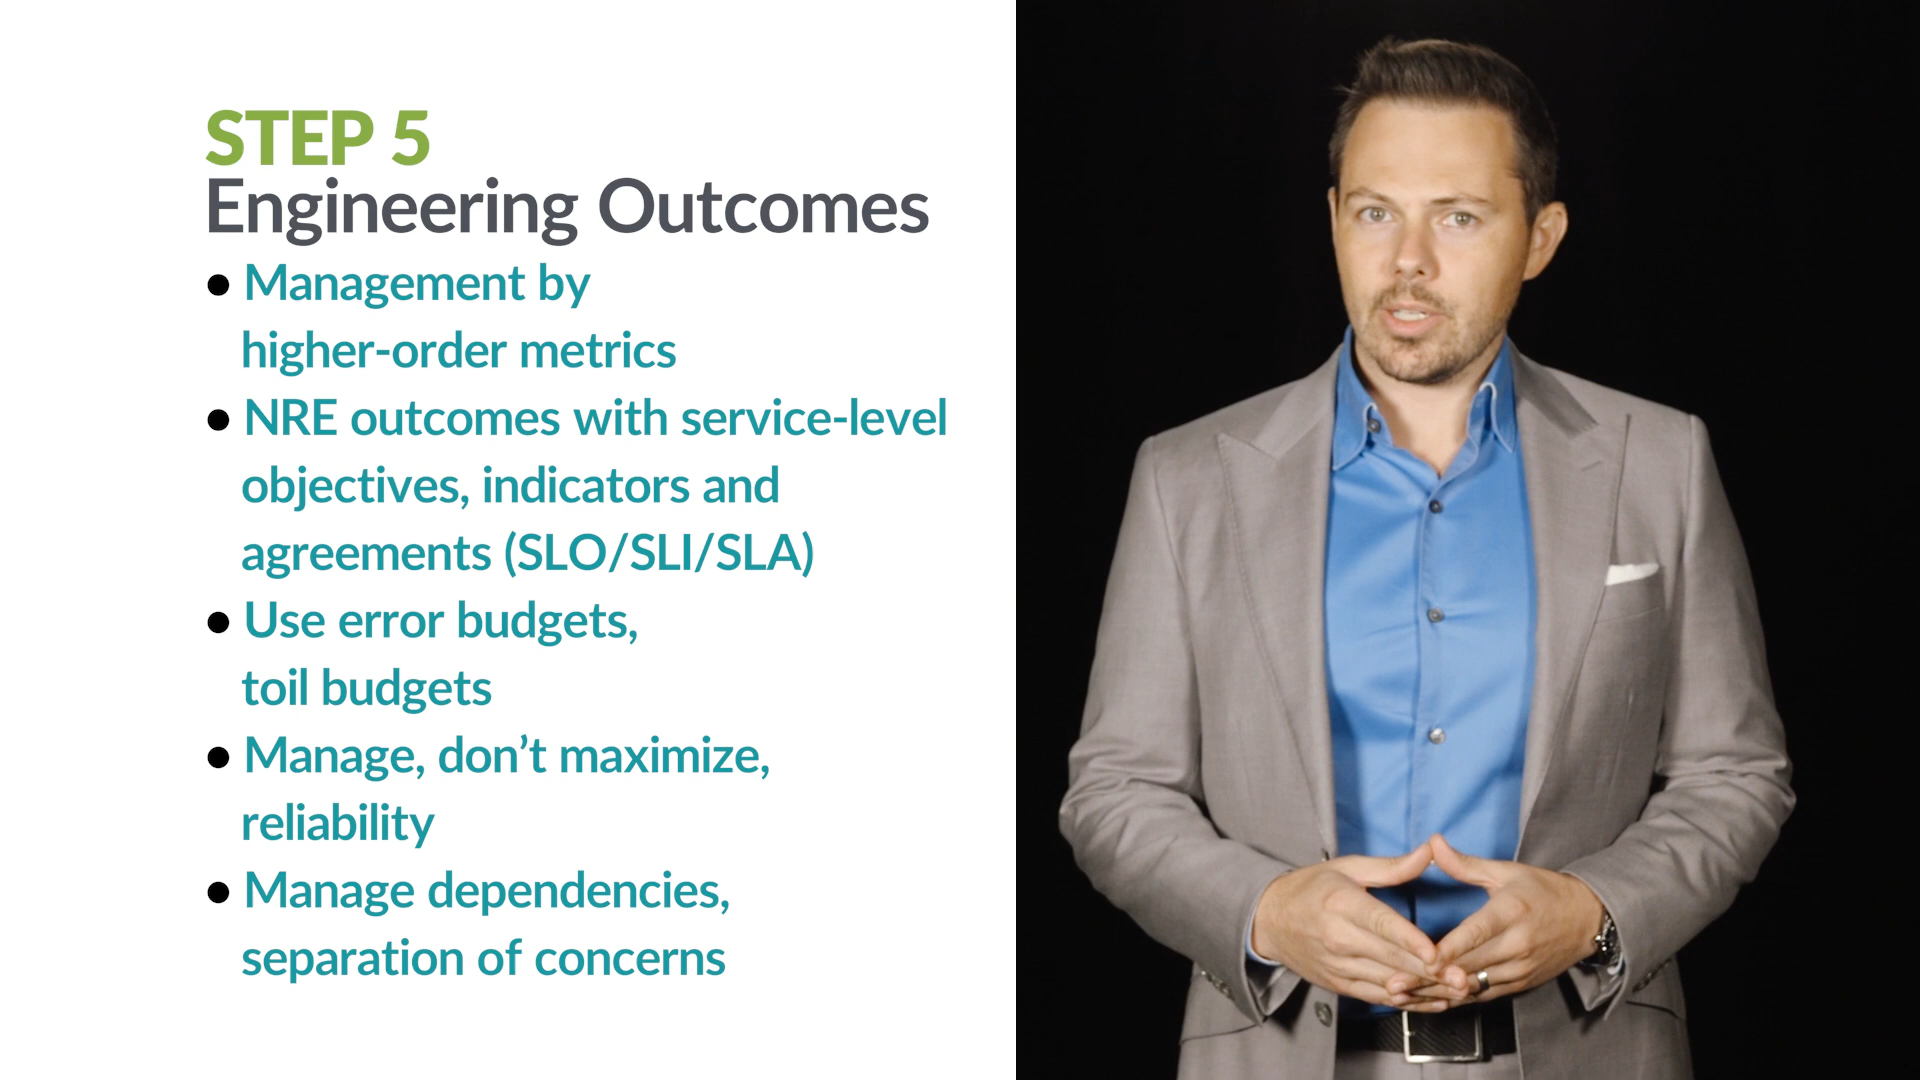 STEP 5
Engineering Outcomes
● Management by
higher-order metrics
● NRE outcomes with service-level
objectives, indicators and
agreements (SLO/SLI/SLA)
● Use error budgets,
toil budgets
● Manage, don’t maximize,
reliability
● Manage dependencies,
separation of concerns